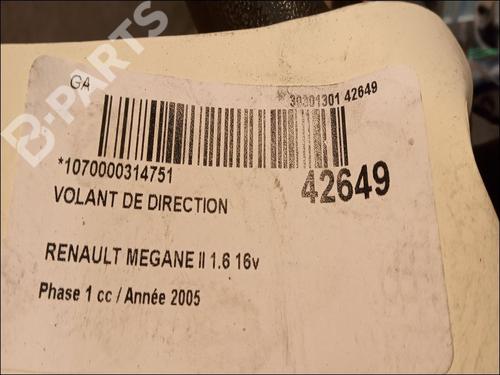 GA
30301301 42649
*1070000314751
42649
VOLANT DE DIRECTION
RENAULT MEGANE II 1.6 16v
Phase 1 cc / Année 2005
B-PARTS